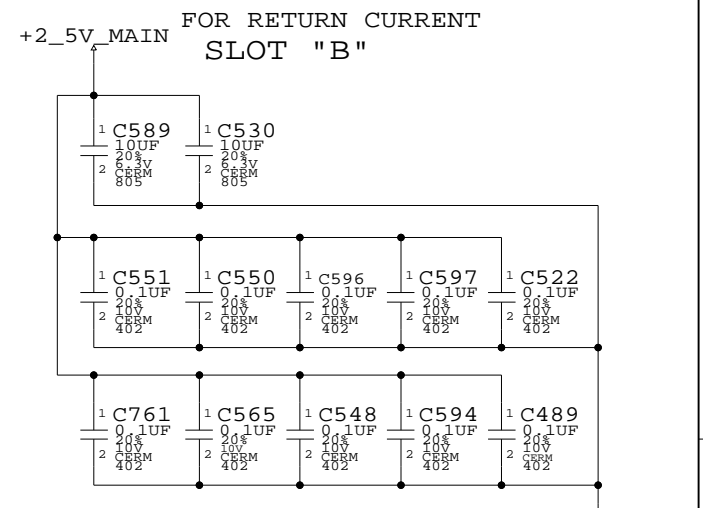 FOR RETURN CURRENT
+2_5V_MAIN
SLOT "B"
1 C589
10UF
20%
6.3V
2 CERM
805
1 C530
10UF
20%
6.3V
2 CERM
805
1 C551
0.1UF
20%
10V
2 CERM
402
1 C550
0.1UF
20%
10V
2 CERM
402
1 C596
0.1UF
20%
10V
2 CERM
402
1 C597
0.1UF
20%
10V
2 CERM
402
1 C522
0.1UF
20%
10V
2 CERM
402
1 C761
0.1UF
20%
10V
2 CERM
402
1 C565
0.1UF
20%
10V
2 CERM
402
1 C548
0.1UF
20%
10V
2 CERM
402
1 C594
0.1UF
20%
10V
2 CERM
402
1 C489
0.1UF
20%
10V
2 CERM
402